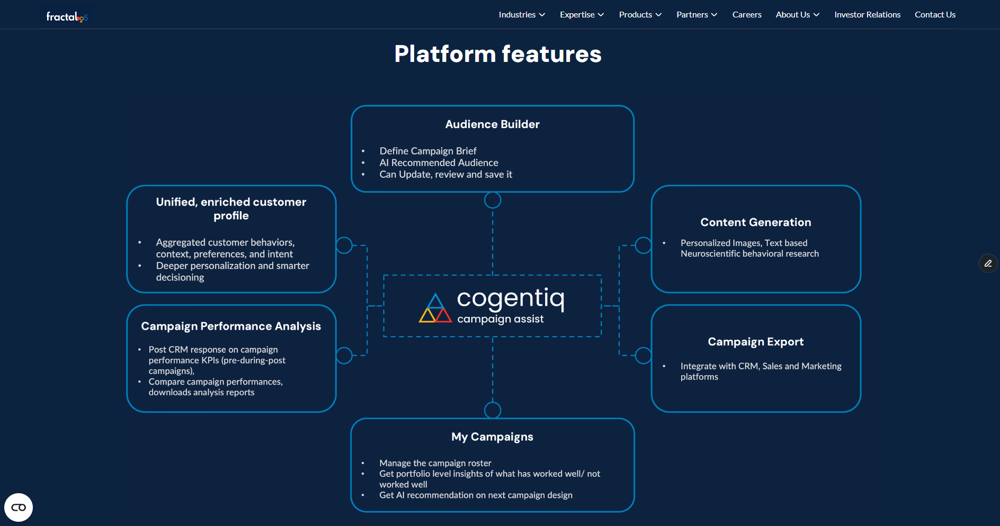 fractal 25
Industries
Expertise
Products
Partners
Careers
About Us
Investor Relations
Contact Us
Platform features
Audience Builder
• Define Campaign Brief
• AI Recommended Audience
• Can Update, review and save it
Unified, enriched customer
profile
• Aggregated customer behaviors,
context, preferences, and intent
• Deeper personalization and smarter
decisioning
Content Generation
• Personalized Images, Text based
Neuroscientific behavioral research
cogentiq
campaign assist
Campaign Performance Analysis
• Post CRM response on campaign
performance KPIs (pre-during-post
campaigns),
• Compare campaign performances,
downloads analysis reports
Campaign Export
• Integrate with CRM, Sales and Marketing
platforms
My Campaigns
• Manage the campaign roster
• Get portfolio level insights of what has worked well/ not
worked well
• Get AI recommendation on next campaign design